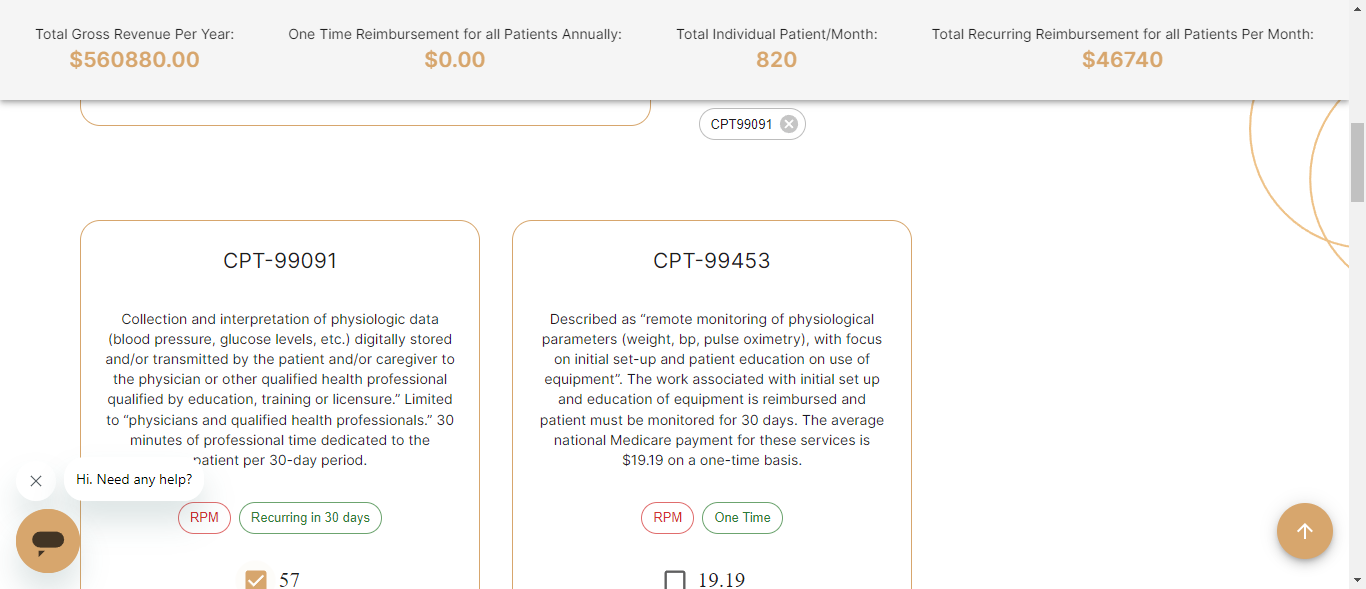 Total Gross Revenue Per Year:
$560880.00
One Time Reimbursement for all Patients Annually:
$0.00
Total Individual Patient/Month:
820
Total Recurring Reimbursement for all Patients Per Month:
$46740
CPT99091
CPT-99091
Collection and interpretation of physiologic data
(blood pressure, glucose levels, etc.) digitally stored
and/or transmitted by the patient and/or caregiver to
the physician or other qualified health professional
qualified by education, training or licensure.” Limited
to “physicians and qualified health professionals.” 30
minutes of professional time dedicated to the
patient per 30-day period.
RPM
Recurring in 30 days
57
CPT-99453
Described as “remote monitoring of physiological
parameters (weight, bp, pulse oximetry), with focus
on initial set-up and patient education on use of
equipment”. The work associated with initial set up
and education of equipment is reimbursed and
patient must be monitored for 30 days. The average
national Medicare payment for these services is
$19.19 on a one-time basis.
RPM
One Time
19.19
Hi. Need any help?